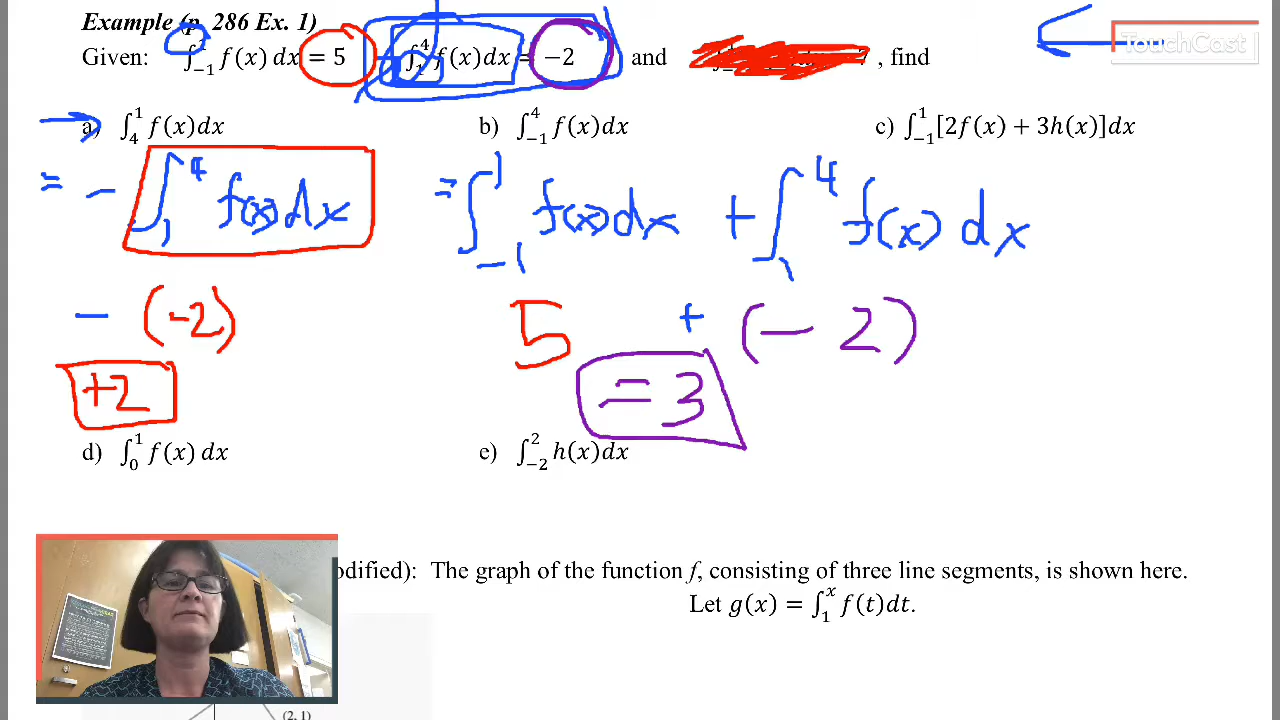 Example (p. 286 Ex. 1)
TouchCast
Given: ∫₋₁¹ f(x) dx = 5 ∫₁⁴ f(x)dx = −2 and , find
a) ∫₄¹ f(x)dx b) ∫₋₁⁴ f(x)dx c) ∫₋₁¹[2f(x) + 3h(x)]dx
= − ∫₁⁴ f(x)dx = ∫₋₁¹ f(x)dx + ∫₁⁴ f(x) dx
− (−2) 5 + (− 2)
+2 = 3
d) ∫₀¹ f(x) dx e) ∫₋₂² h(x)dx
odified): The graph of the function f, consisting of three line segments, is shown here.
Let g(x) = ∫₁ˣ f(t)dt.
(2, 1)